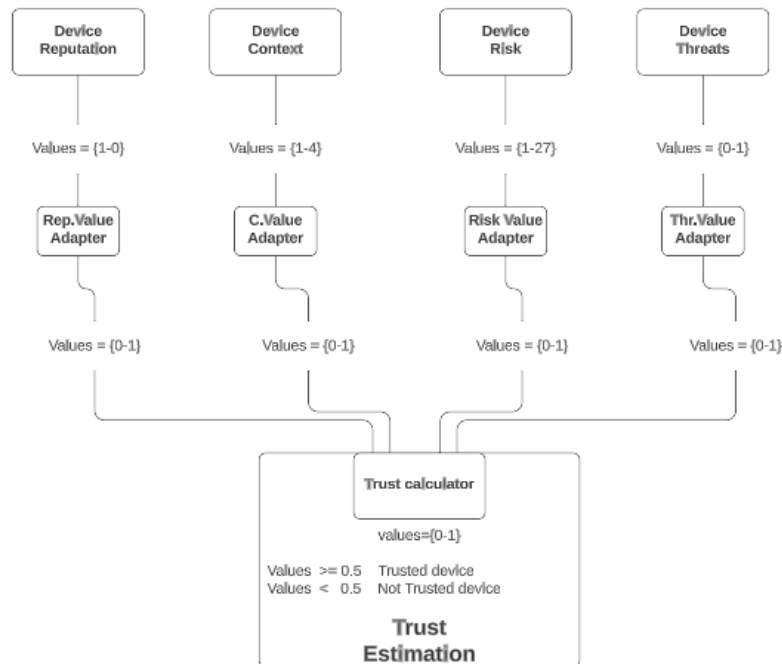 Device
Reputation
Device
Context
Device
Risk
Device
Threats
Values = {1-0}
Values = {1-4}
Values = {1-27}
Values = {0-1}
Rep.Value
Adapter
C.Value
Adapter
Risk Value
Adapter
Thr.Value
Adapter
Values = {0-1}
Values = {0-1}
Values = {0-1}
Values = {0-1}
Trust calculator
values={0-1}
Values >= 0.5 Trusted device
Values < 0.5 Not Trusted device
Trust
Estimation